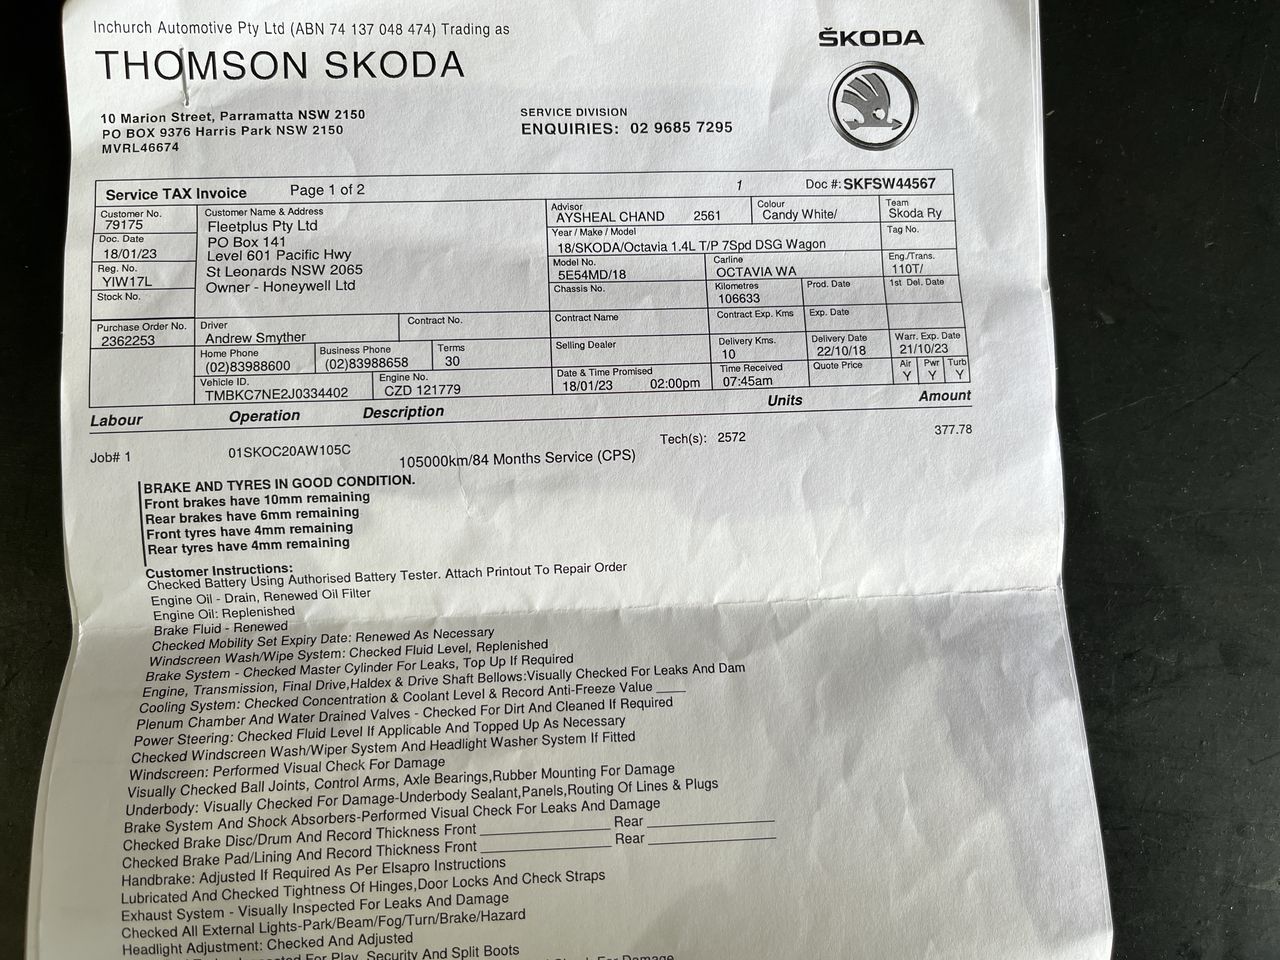 Inchurch Automotive Pty Ltd (ABN 74 137 048 474) Trading as
THOMSON SKODA
ŠKODA
10 Marion Street, Parramatta NSW 2150
PO BOX 9376 Harris Park NSW 2150
MVRL46674
SERVICE DIVISION
ENQUIRIES: 02 9685 7295
Service TAX Invoice Page 1 of 2 1 Doc #: SKFSW44567
Customer No.
79175
Doc. Date
18/01/23
Reg. No.
YIW17L
Stock No.
Customer Name & Address
Fleetplus Pty Ltd
PO Box 141
Level 601 Pacific Hwy
St Leonards NSW 2065
Owner - Honeywell Ltd
Advisor
AYSHEAL CHAND 2561
Colour
Candy White/
Team
Skoda Ry
Year / Make / Model
18/SKODA/Octavia 1.4L T/P 7Spd DSG Wagon
Tag No.
Model No.
5E54MD/18
Carline
OCTAVIA WA
Eng./Trans.
110T/
Chassis No.
Kilometres
106633
Prod. Date
1st. Del. Date
Purchase Order No.
2362253
Driver
Andrew Smyther
Contract No.
Contract Name
Contract Exp. Kms
Exp. Date
Home Phone
(02)83988600
Business Phone
(02)83988658
Terms
30
Selling Dealer
Delivery Kms.
10
Delivery Date
22/10/18
Warr. Exp. Date
21/10/23
Vehicle ID.
TMBKC7NE2J0334402
Engine No.
CZD 121779
Date & Time Promised
18/01/23 02:00pm
Time Received
07:45am
Quote Price
Air Pwr Turb
Y Y Y
Labour Operation Description Units Amount
Job# 1 01SKOC20AW105C 105000km/84 Months Service (CPS) Tech(s): 2572 377.78
BRAKE AND TYRES IN GOOD CONDITION.
Front brakes have 10mm remaining
Rear brakes have 6mm remaining
Front tyres have 4mm remaining
Rear tyres have 4mm remaining
Customer Instructions:
Checked Battery Using Authorised Battery Tester. Attach Printout To Repair Order
Engine Oil - Drain, Renewed Oil Filter
Engine Oil: Replenished
Brake Fluid - Renewed
Checked Mobility Set Expiry Date: Renewed As Necessary
Windscreen Wash/Wipe System: Checked Fluid Level, Replenished
Brake System - Checked Master Cylinder For Leaks, Top Up If Required
Engine, Transmission, Final Drive,Haldex & Drive Shaft Bellows:Visually Checked For Leaks And Dam
Cooling System: Checked Concentration & Coolant Level & Record Anti-Freeze Value ____
Plenum Chamber And Water Drained Valves - Checked For Dirt and Cleaned If Required
Power Steering: Checked Fluid Level If Applicable And Topped Up As Necessary
Checked Windscreen Wash/Wiper System And Headlight Washer System If Fitted
Windscreen: Performed Visual Check For Damage
Visually Checked Ball Joints, Control Arms, Axle Bearings,Rubber Mounting For Damage
Underbody: Visually Checked For Damage-Underbody Sealant,Panels,Routing Of Lines & Plugs
Brake System And Shock Absorbers-Performed Visual Check For Leaks And Damage
Checked Brake Disc/Drum And Record Thickness Front ________________ Rear ________________
Checked Brake Pad/Lining And Record Thickness Front ________________ Rear ________________
Handbrake: Adjusted If Required As Per Elsapro Instructions
Lubricated And Checked Tightness Of Hinges,Door Locks And Check Straps
Exhaust System - Visually Inspected For Leaks And Damage
Checked All External Lights-Park/Beam/Fog/Turn/Brake/Hazard
Headlight Adjustment: Checked And Adjusted
For Play, Security And Split Boots
For Damage